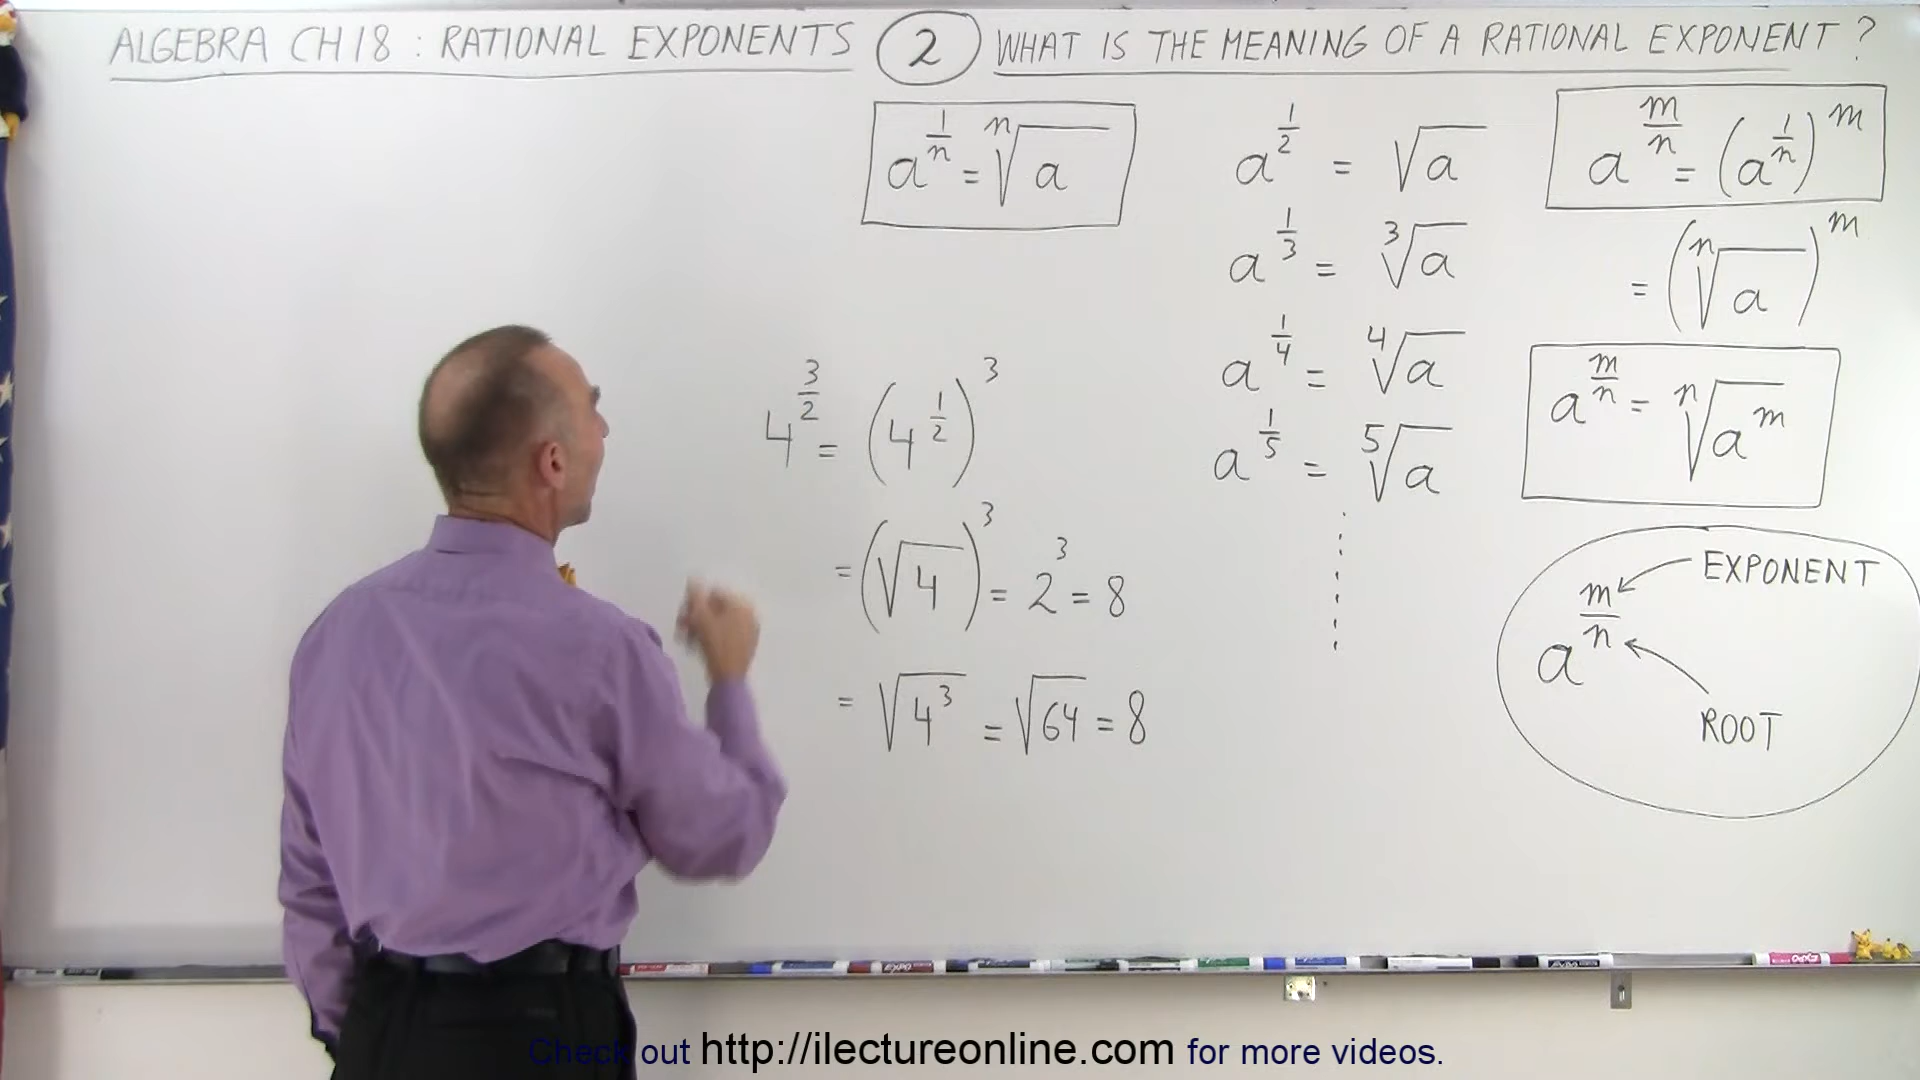 ALGEBRA CH18 : RATIONAL EXPONENTS ② WHAT IS THE MEANING OF A RATIONAL EXPONENT ?
a^(1/n) = ⁿ√a
4^(3/2) = (4^(1/2))^3
= (√4)^3 = 2^3 = 8
= √4^3 = √64 = 8
a^(1/2) = √a
a^(1/3) = ³√a
a^(1/4) = ⁴√a
a^(1/5) = ⁵√a
a^(m/n) = (a^(1/n))^m
= (ⁿ√a)^m
a^(m/n) = ⁿ√a^m
EXPONENT
a^(m/n)
ROOT
EXPO
Check out http://ilectureonline.com for more videos.